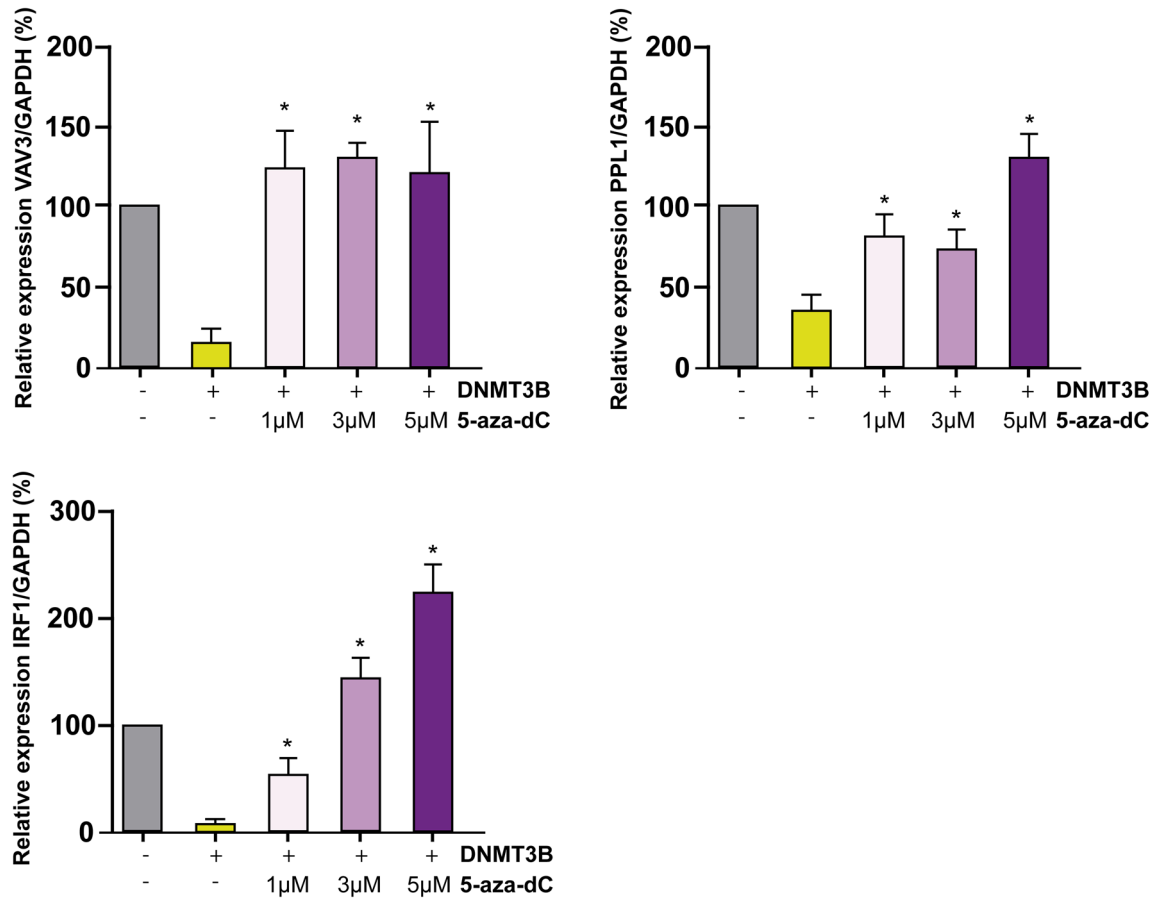 Relative expression VAV3/GAPDH (%)
200
150
100
50
0
* * *
- + + + + DNMT3B
- - 1µM 3µM 5µM 5-aza-dC
Relative expression PPL1/GAPDH (%)
200
150
100
50
0
* * *
- + + + + DNMT3B
- - 1µM 3µM 5µM 5-aza-dC
Relative expression IRF1/GAPDH (%)
300
200
100
0
* * *
- + + + + DNMT3B
- - 1µM 3µM 5µM 5-aza-dC